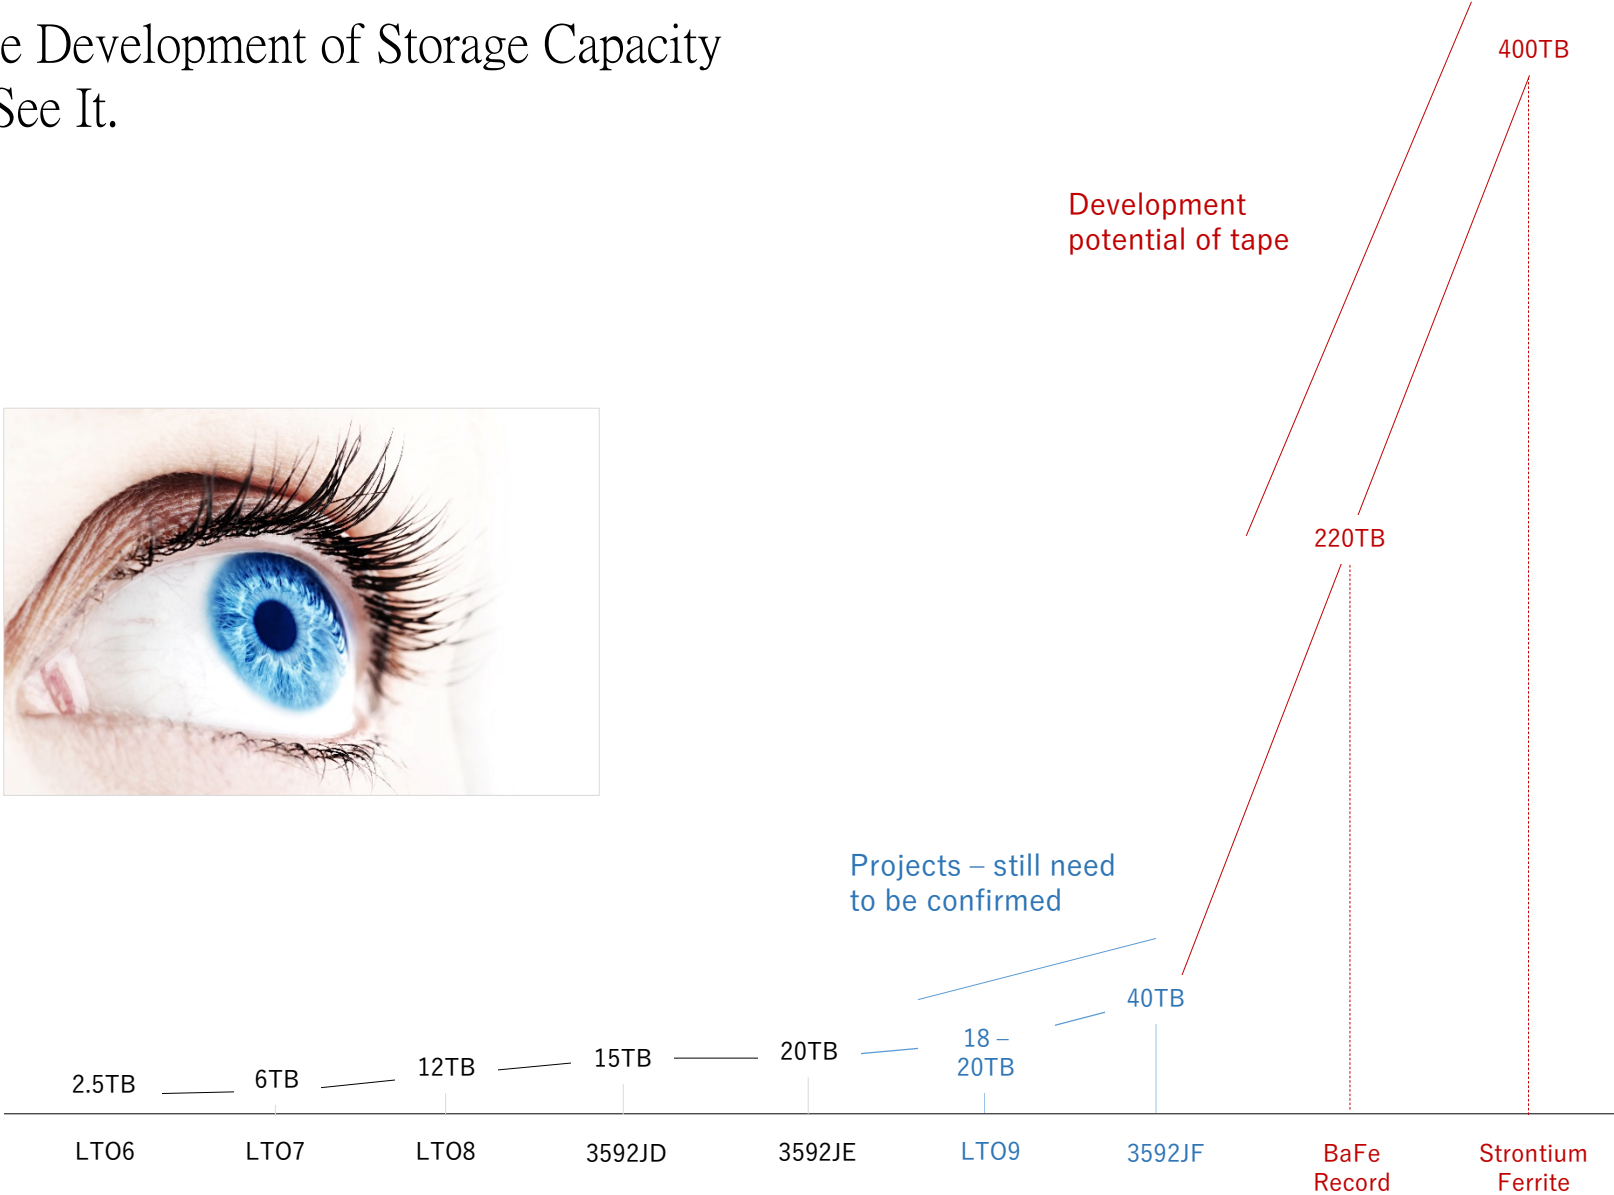 e Development of Storage Capacity
See It.
400TB
Development
potential of tape
220TB
Projects – still need
to be confirmed
40TB
18 –
20TB
20TB
15TB
12TB
6TB
2.5TB
LTO6
LTO7
LTO8
3592JD
3592JE
LTO9
3592JF
BaFe
Record
Strontium
Ferrite